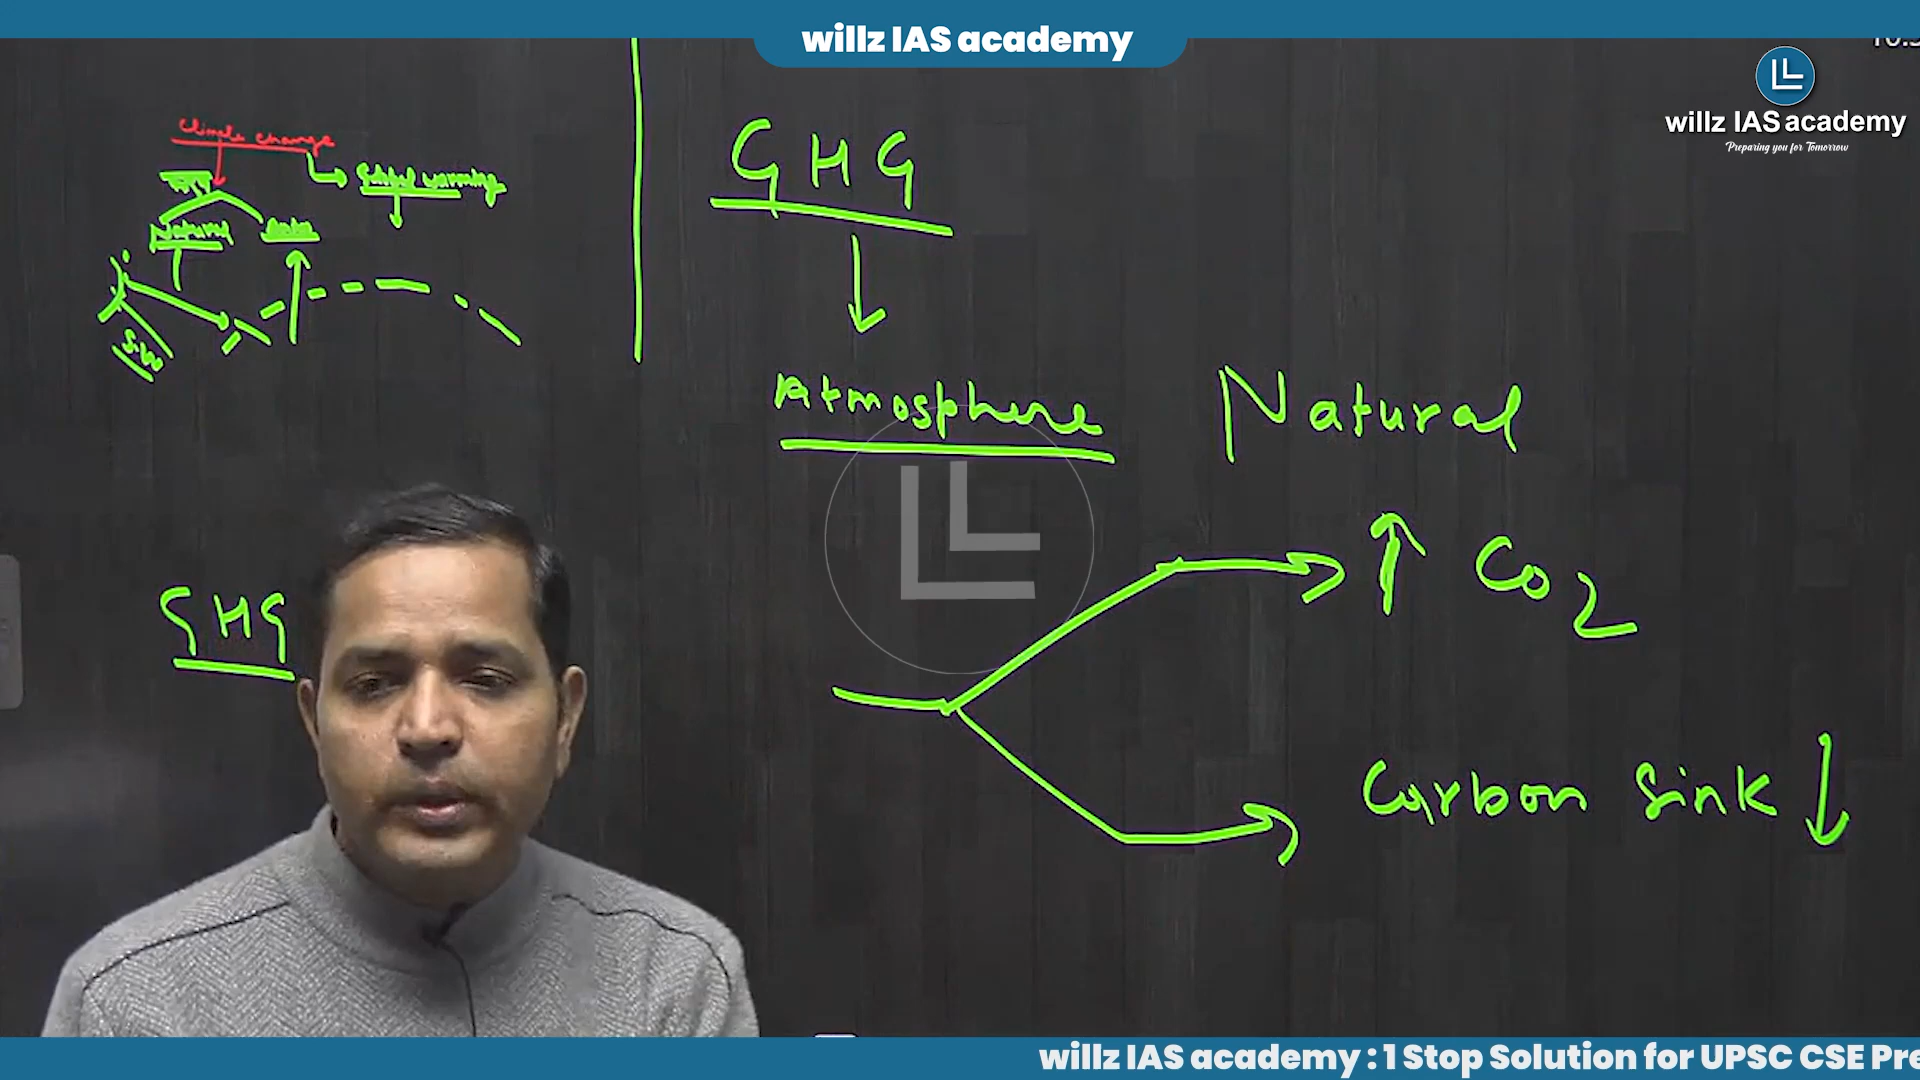 willz IAS academy
willz IAS academy
Preparing you for Tomorrow
Climate change
Global warming
Natural
GHG
Atmosphere
Natural
↑ CO2
GHG
Carbon Sink ↓
willz IAS academy : 1 Stop Solution for UPSC CSE Pre